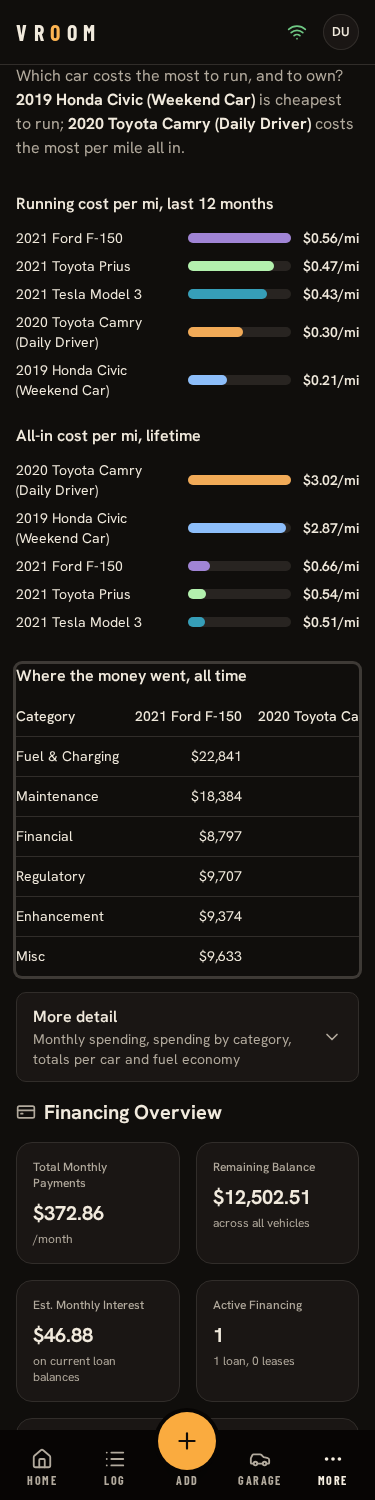 VROOM
DU
Which car costs the most to run, and to own?
2019 Honda Civic (Weekend Car) is cheapest
to run; 2020 Toyota Camry (Daily Driver) costs
the most per mile all in.
Running cost per mi, last 12 months
2021 Ford F-150 $0.56/mi
2021 Toyota Prius $0.47/mi
2021 Tesla Model 3 $0.43/mi
2020 Toyota Camry
(Daily Driver) $0.30/mi
2019 Honda Civic
(Weekend Car) $0.21/mi
All-in cost per mi, lifetime
2020 Toyota Camry
(Daily Driver) $3.02/mi
2019 Honda Civic
(Weekend Car) $2.87/mi
2021 Ford F-150 $0.66/mi
2021 Toyota Prius $0.54/mi
2021 Tesla Model 3 $0.51/mi
Where the money went, all time
Category 2021 Ford F-150 2020 Toyota Ca
Fuel & Charging $22,841
Maintenance $18,384
Financial $8,797
Regulatory $9,707
Enhancement $9,374
Misc $9,633
More detail
Monthly spending, spending by category,
totals per car and fuel economy
Financing Overview
Total Monthly
Payments
$372.86
/month
Remaining Balance
$12,502.51
across all vehicles
Est. Monthly Interest
$46.88
on current loan
balances
Active Financing
1
1 loan, 0 leases
HOME LOG ADD GARAGE MORE